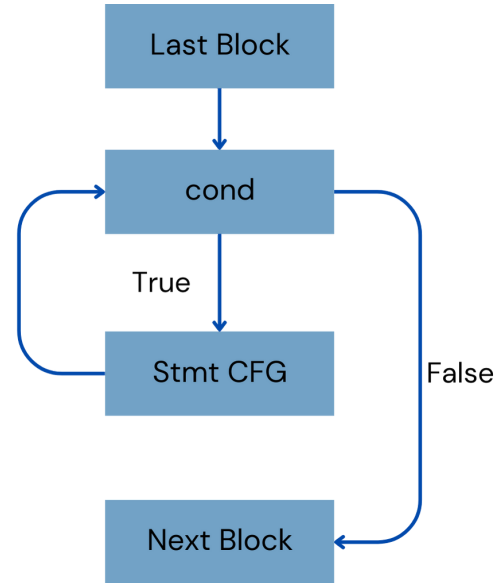 Last Block
cond
True
Stmt CFG
False
Next Block